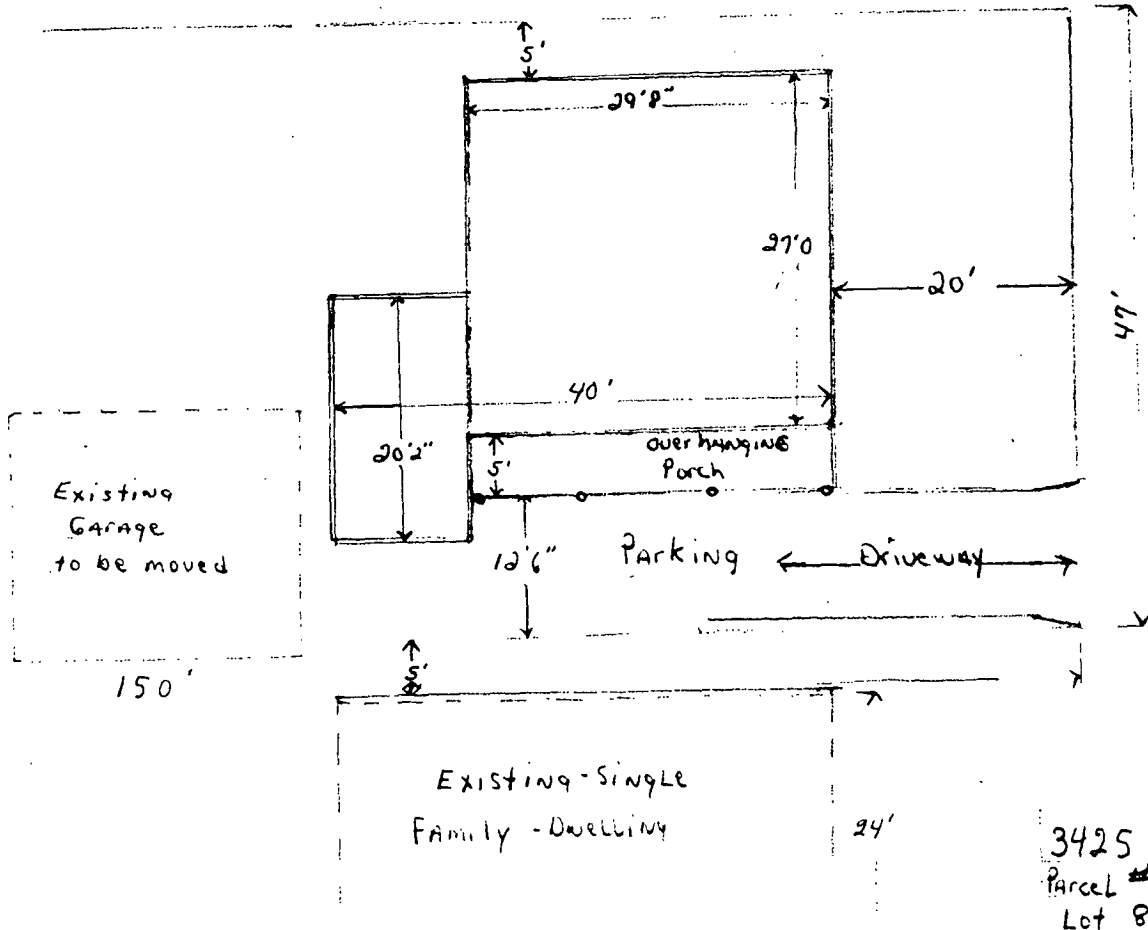 5'
29'8"
27'0
20'
47'
40'
20'2"
5'
overhanging
Porch
Existing
Garage
to be moved
12'6"
Parking
Driveway
150'
5'
Existing-Single
Family-Dwelling
24'
3425
Parcel #
Lot 8